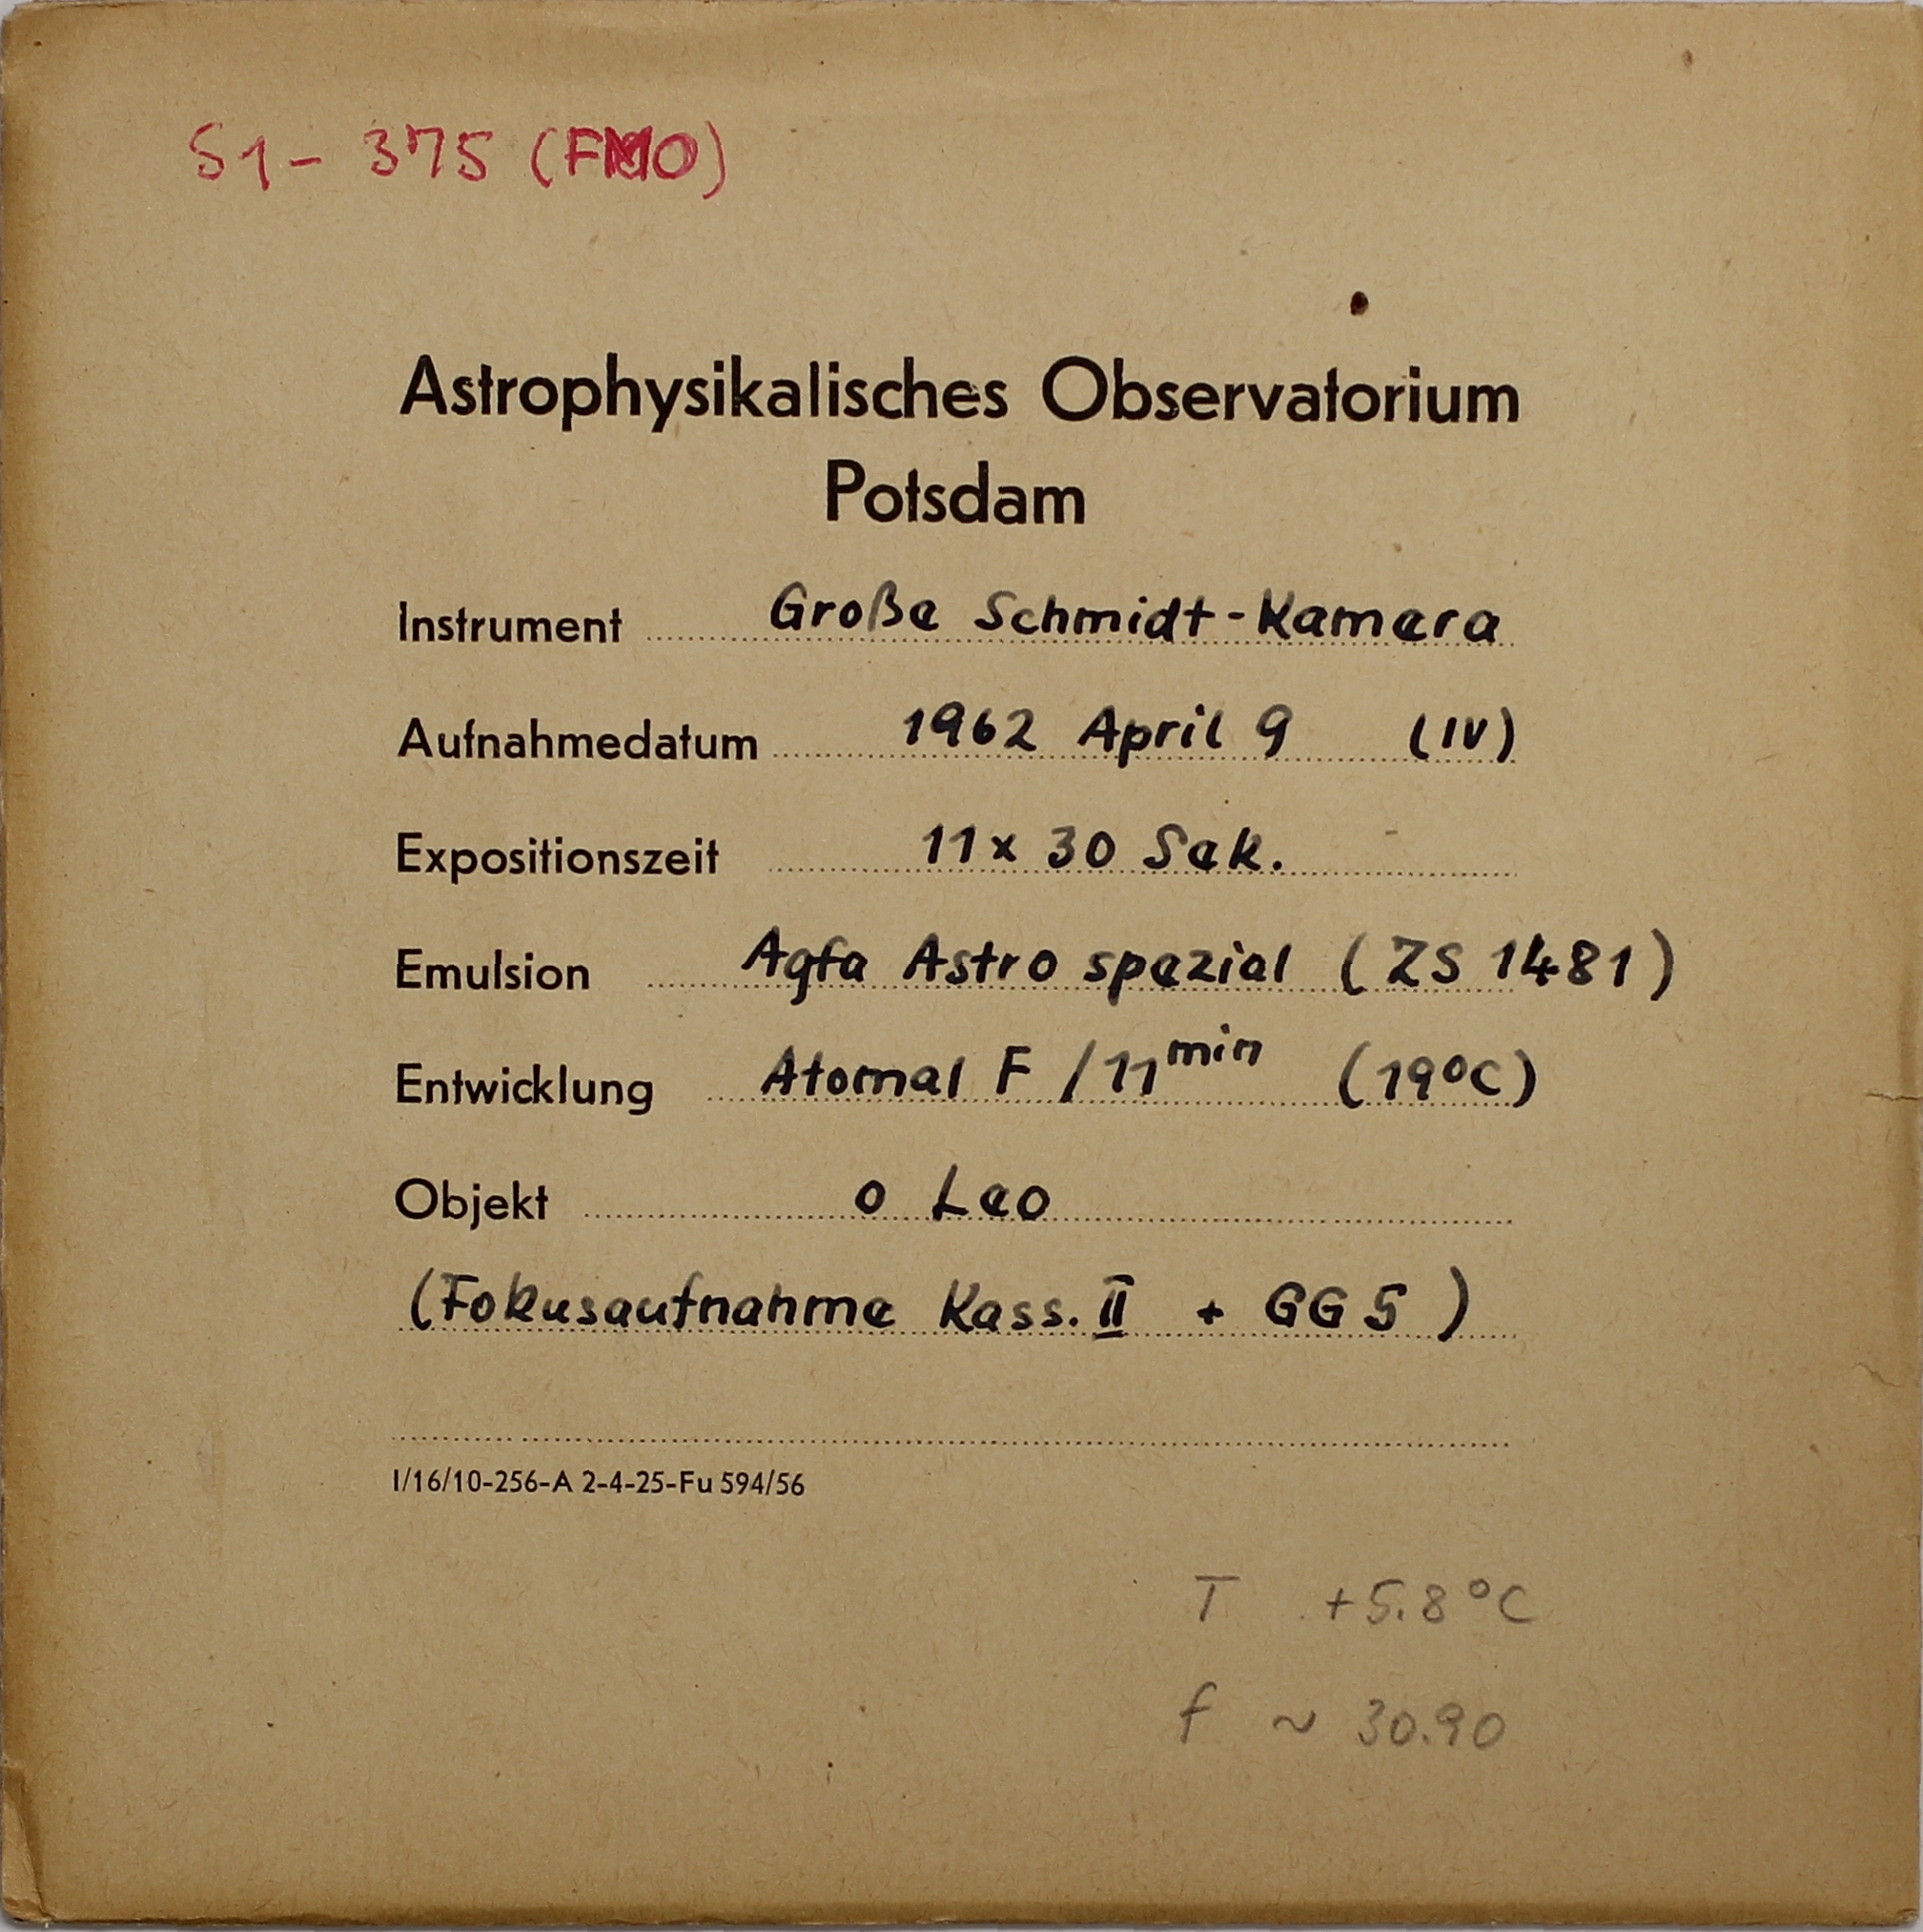 S1 - 375 (FMO)
Astrophysikalisches Observatorium
Potsdam
Instrument Große Schmidt-Kamera
Aufnahmedatum 1962 April 9 (IV)
Expositionszeit 11 x 30 Sek.
Emulsion Agfa Astro spezial (ZS 1481)
Entwicklung Atomal F / 11 min (19°C)
Objekt o Leo
(Fokusaufnahme Kass. II + GG 5)
I/16/10-256-A 2-4-25-Fu 594/56
T +5.8°C
f ~ 30.90